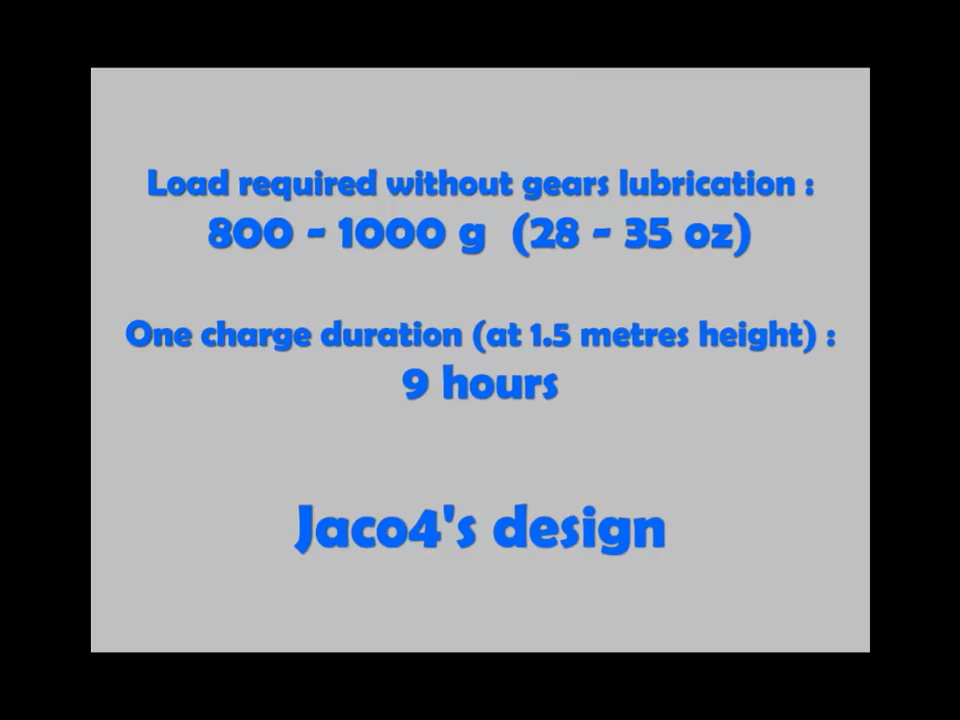 Load required without gears lubrication :
800 - 1000 g (28 - 35 oz)
One charge duration (at 1.5 metres height) :
9 hours
Jaco4's design